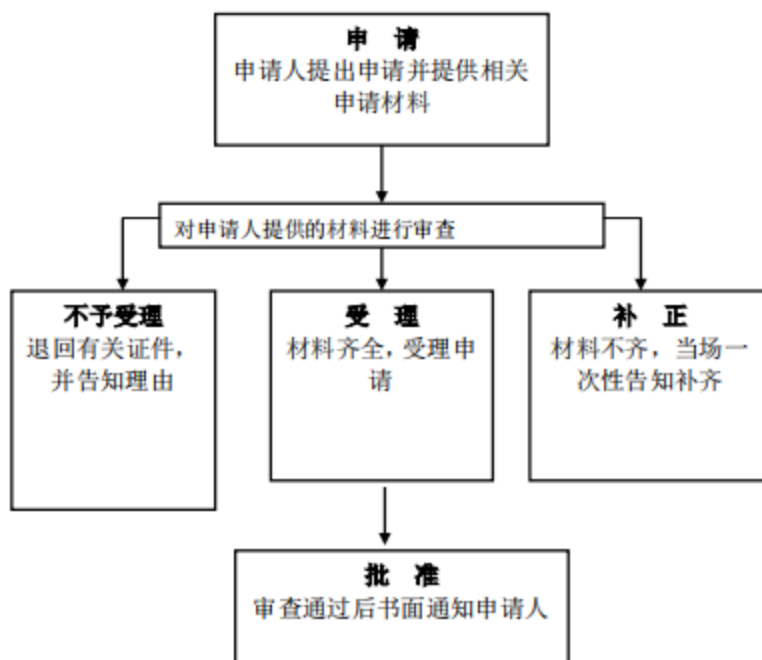 申 请
申请人提出申请并提供相关
申请材料
对申请人提供的材料进行审查
不予受理
退回有关证件,
并告知理由
受 理
材料齐全, 受理申
请
补 正
材料不齐, 当场一
次性告知补齐
批 准
审查通过后书面通知申请人